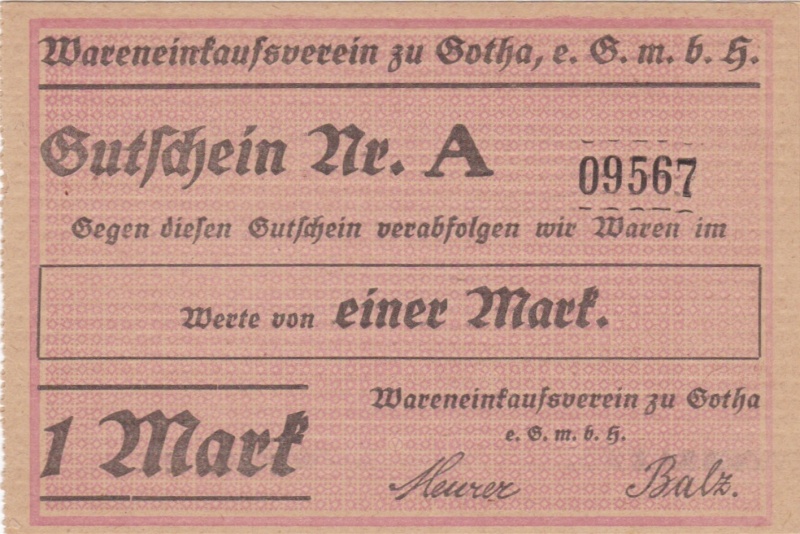 Wareneinkaufsverein zu Gotha, e. G. m. b. H.
Gutschein Nr. A 09567
Gegen diesen Gutschein verabfolgen wir Waren im
Werte von einer Mark.
1 Mark
Wareneinkaufsverein zu Gotha
e. G. m. b. H.
Meurer Balz.